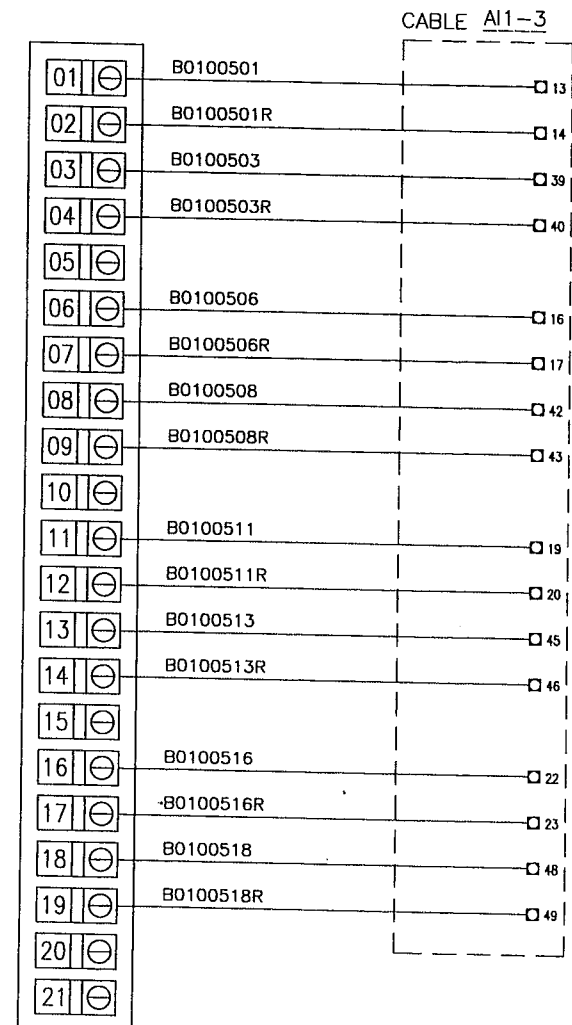 CABLE AI1-3
01 B0100501 13
02 B0100501R 14
03 B0100503 39
04 B0100503R 40
05
06 B0100506 16
07 B0100506R 17
08 B0100508 42
09 B0100508R 43
10
11 B0100511 19
12 B0100511R 20
13 B0100513 45
14 B0100513R 46
15
16 B0100516 22
17 B0100516R 23
18 B0100518 48
19 B0100518R 49
20
21